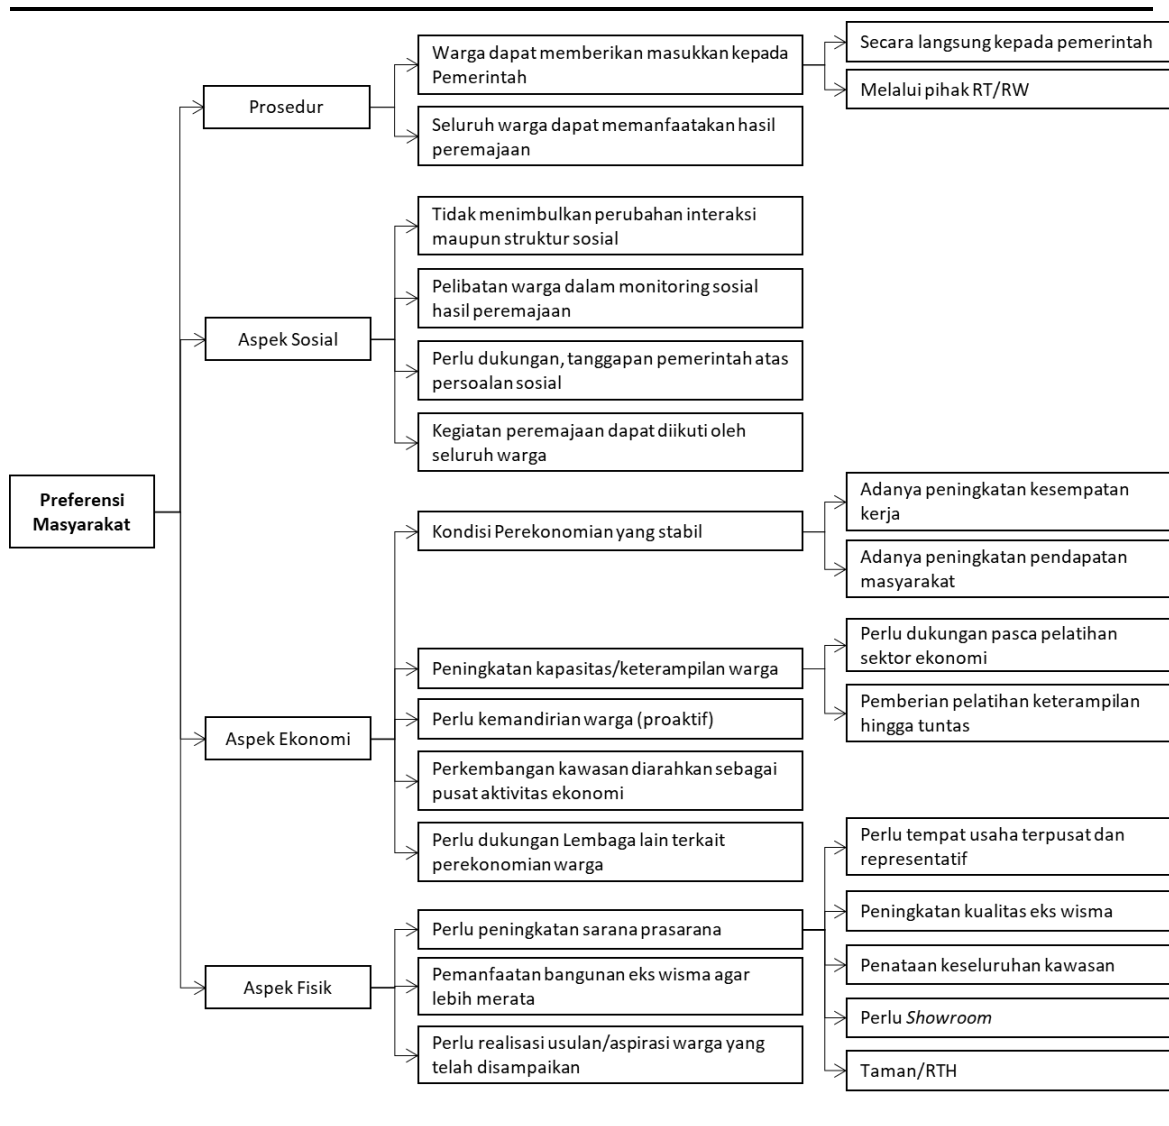 Preferensi
Masyarakat
Prosedur
Warga dapat memberikan masukkan kepada
Pemerintah
Secara langsung kepada pemerintah
Melalui pihak RT/RW
Seluruh warga dapat memanfaatakan hasil
peremajaan
Aspek Sosial
Tidak menimbulkan perubahan interaksi
maupun struktur sosial
Pelibatan warga dalam monitoring sosial
hasil peremajaan
Perlu dukungan, tanggapan pemerintah atas
persoalan sosial
Kegiatan peremajaan dapat diikuti oleh
seluruh warga
Aspek Ekonomi
Kondisi Perekonomian yang stabil
Adanya peningkatan kesempatan
kerja
Adanya peningkatan pendapatan
masyarakat
Peningkatan kapasitas/keterampilan warga
Perlu dukungan pasca pelatihan
sektor ekonomi
Pemberian pelatihan keterampilan
hingga tuntas
Perlu kemandirian warga (proaktif)
Perkembangan kawasan diarahkan sebagai
pusat aktivitas ekonomi
Perlu dukungan Lembaga lain terkait
perekonomian warga
Aspek Fisik
Perlu peningkatan sarana prasarana
Perlu tempat usaha terpusat dan
representatif
Peningkatan kualitas eks wisma
Penataan keseluruhan kawasan
Perlu Showroom
Taman/RTH
Pemanfaatan bangunan eks wisma agar
lebih merata
Perlu realisasi usulan/aspirasi warga yang
telah disampaikan